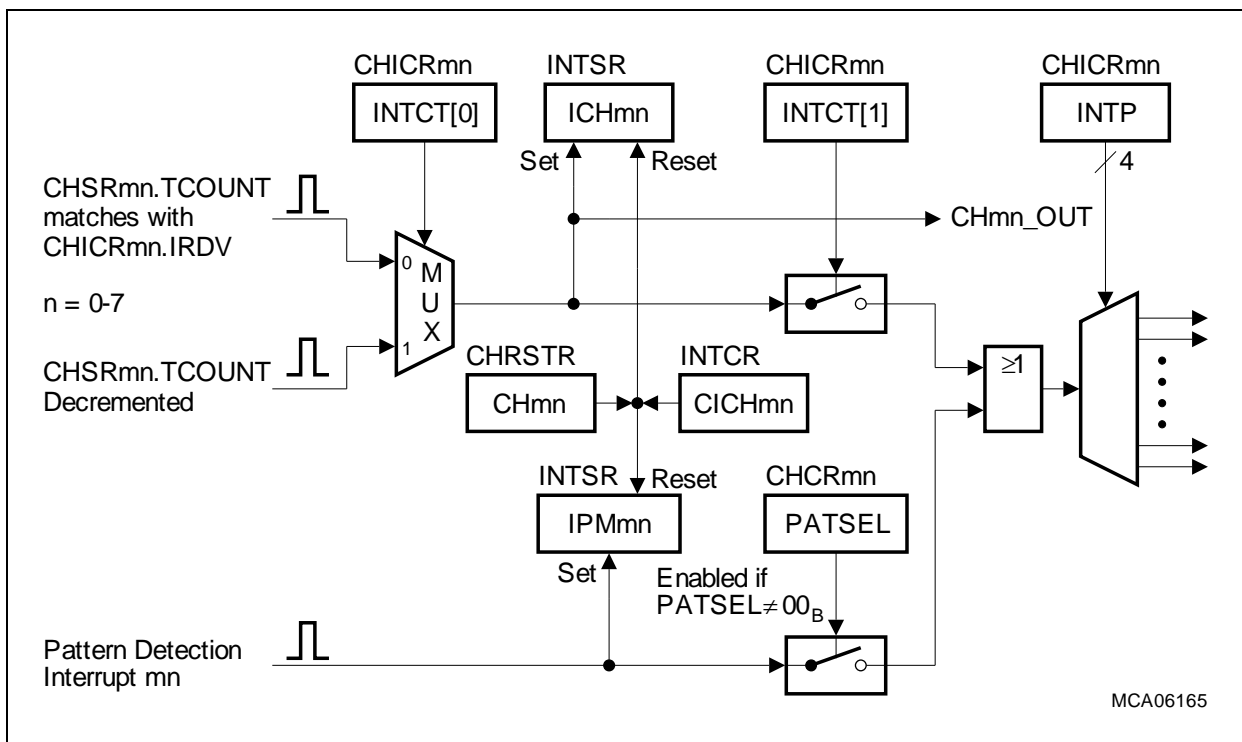 CHICRmn
INTCT[0]
INTSR
ICHmn
CHICRmn
INTCT[1]
CHICRmn
INTP
Set
Reset
4
CHSRmn.TCOUNT
matches with
CHICRmn.IRDV
CHmn_OUT
0
M
U
X
1
n = 0-7
CHSRmn.TCOUNT
Decremented
CHRSTR
CHmn
INTCR
CICHmn
≥1
INTSR
Reset
IPMmn
CHCRmn
PATSEL
Set
Enabled if
PATSEL≠00B
Pattern Detection
Interrupt mn
MCA06165